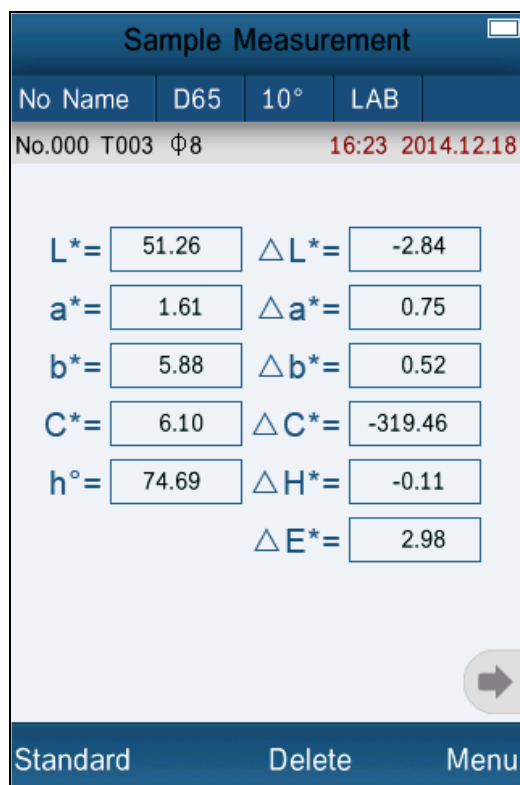 Sample Measurement
No Name D65 10° LAB
No.000 T003 Φ8 16:23 2014.12.18
L*= 51.26 △L*= -2.84
a*= 1.61 △a*= 0.75
b*= 5.88 △b*= 0.52
C*= 6.10 △C*= -319.46
h°= 74.69 △H*= -0.11
△E*= 2.98
Standard Delete Menu